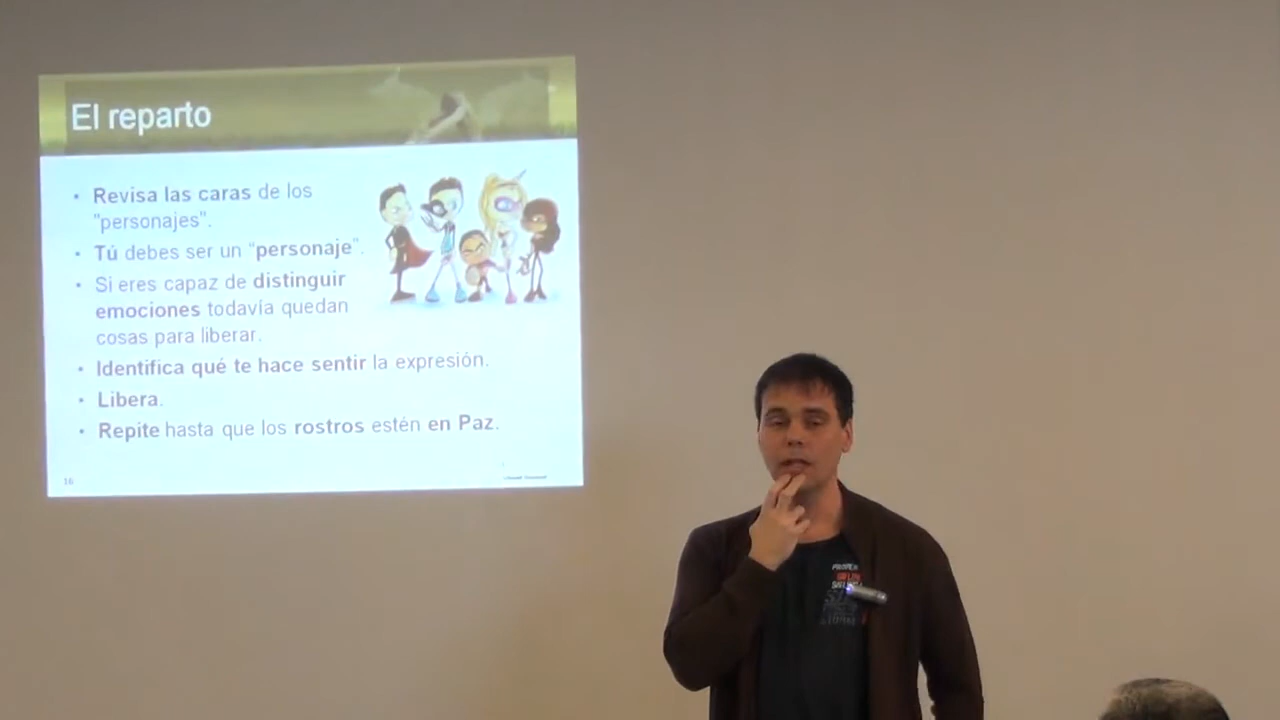 El reparto
• Revisa las caras de los
"personajes".
• Tú debes ser un "personaje".
• Si eres capaz de distinguir
emociones todavía quedan
cosas para liberar.
• Identifica qué te hace sentir la expresión.
• Libera.
• Repite hasta que los rostros estén en Paz.
16